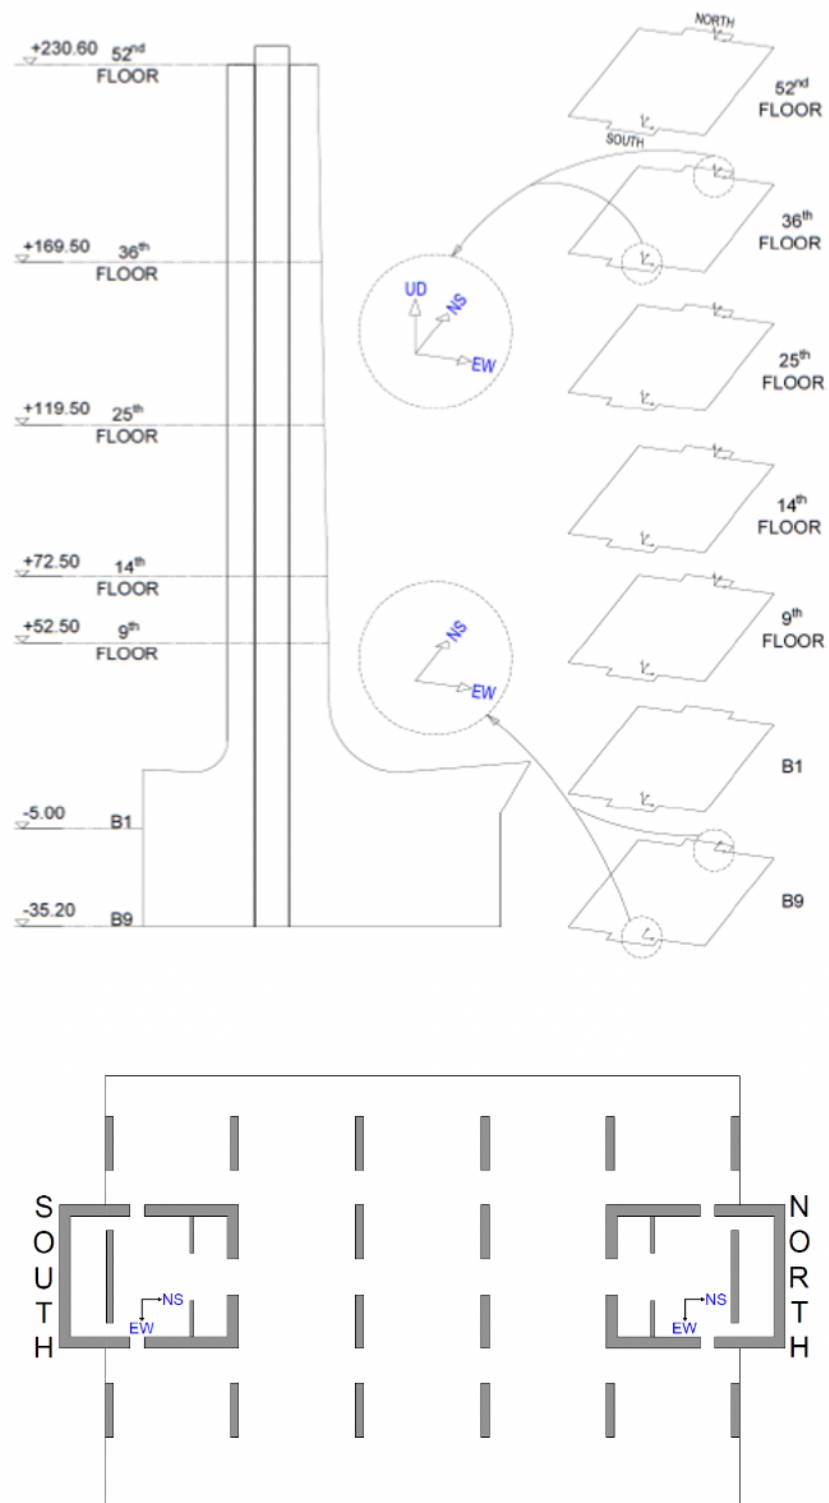 +230.60 52nd
FLOOR
+169.50 36th
FLOOR
+119.50 25th
FLOOR
+72.50 14th
FLOOR
+52.50 9th
FLOOR
-5.00 B1
-35.20 B9
UD
NS
EW
NS
EW
NORTH
SOUTH
52nd
FLOOR
36th
FLOOR
25th
FLOOR
14th
FLOOR
9th
FLOOR
B1
B9
SOUTH
NS
EW
NS
EW
NORTH